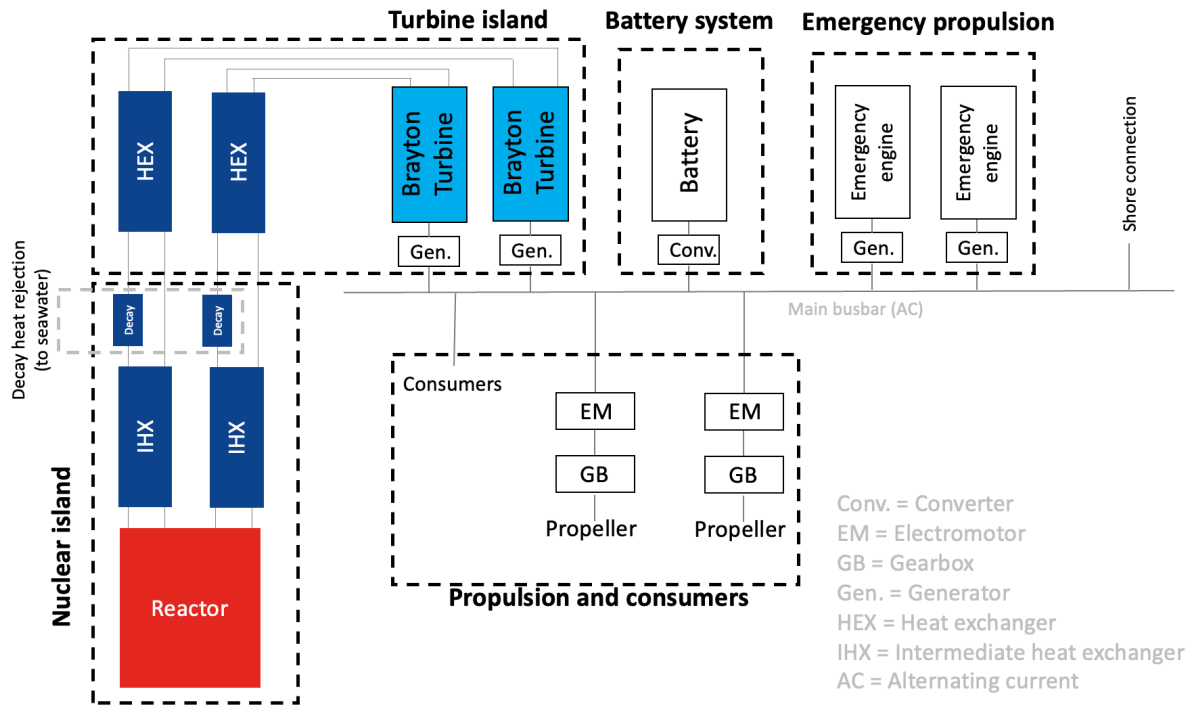 Turbine island
Battery system
Emergency propulsion
HEX
HEX
Brayton
Turbine
Brayton
Turbine
Battery
Emergency
engine
Emergency
engine
Shore connection
Gen.
Gen.
Conv.
Gen.
Gen.
Main busbar (AC)
Decay heat rejection
(to seawater)
Decay
Decay
IHX
IHX
Nuclear island
Reactor
Consumers
EM
EM
GB
GB
Propeller
Propeller
Propulsion and consumers
Conv. = Converter
EM = Electromotor
GB = Gearbox
Gen. = Generator
HEX = Heat exchanger
IHX = Intermediate heat exchanger
AC = Alternating current